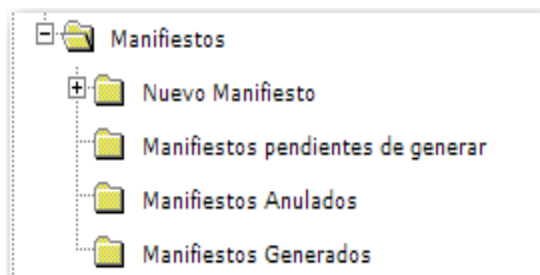 Manifiestos
Nuevo Manifiesto
Manifiestos pendientes de generar
Manifiestos Anulados
Manifiestos Generados